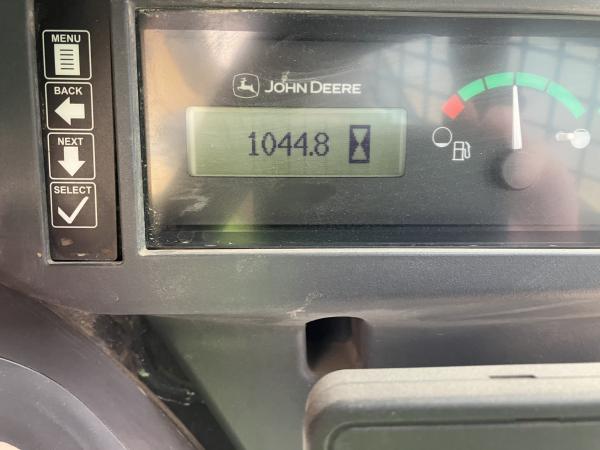 MENU
BACK
NEXT
SELECT
JOHN DEERE
1044.8